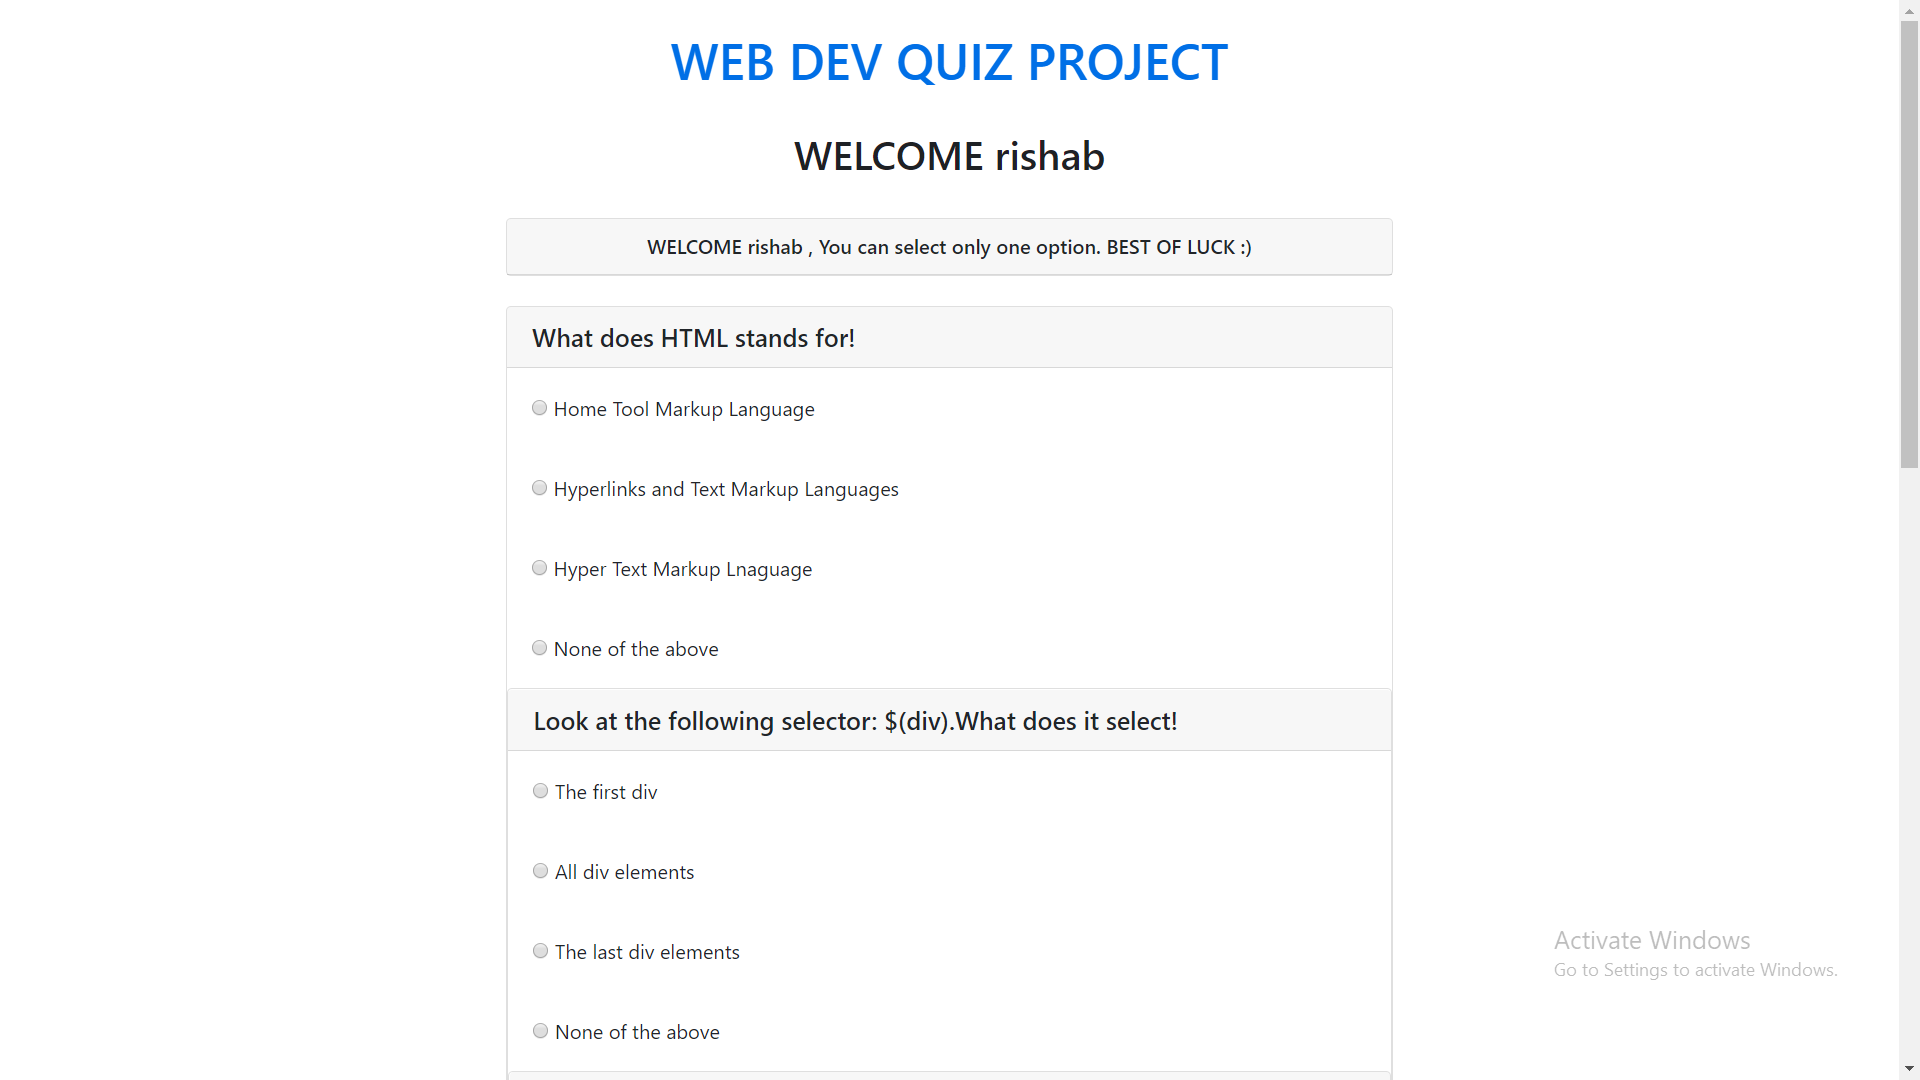 WEB DEV QUIZ PROJECT
WELCOME rishab
WELCOME rishab , You can select only one option. BEST OF LUCK :)
What does HTML stands for!
Home Tool Markup Language
Hyperlinks and Text Markup Languages
Hyper Text Markup Lnaguage
None of the above
Look at the following selector: $(div).What does it select!
The first div
All div elements
The last div elements
None of the above
Activate Windows
Go to Settings to activate Windows.